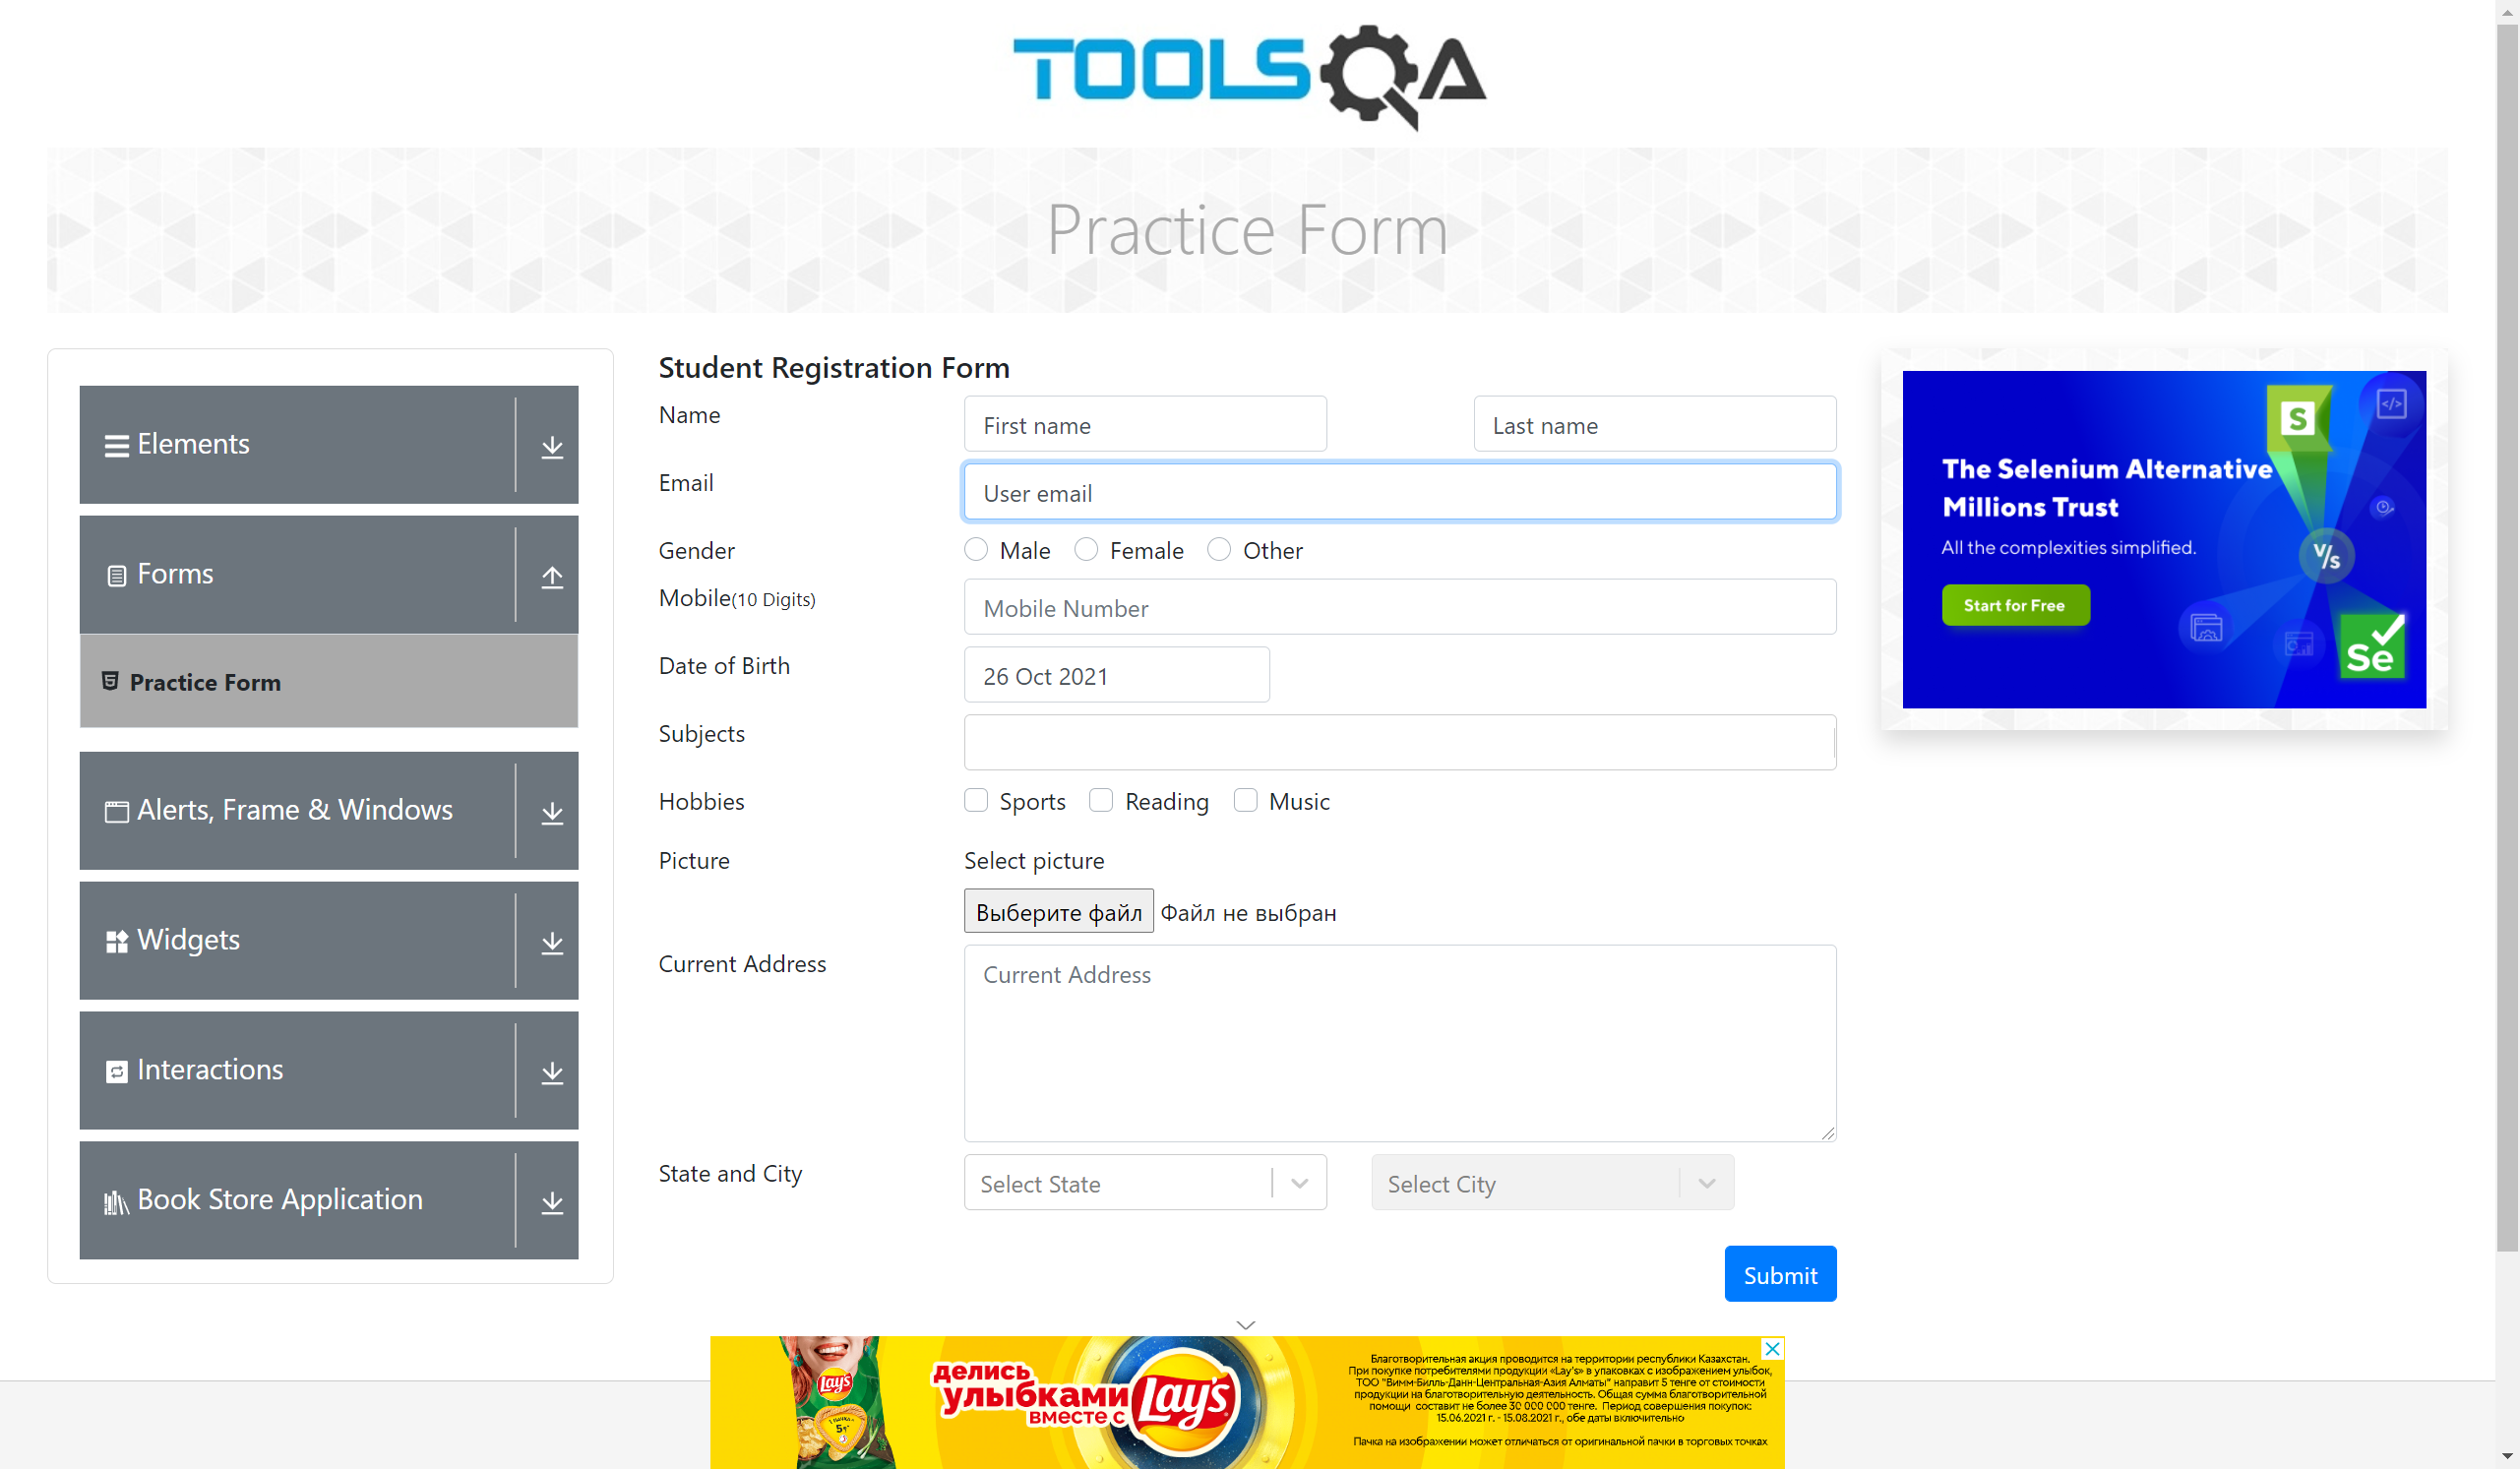 TOOLSQA
Practice Form
Elements
Forms
Practice Form
Alerts, Frame & Windows
Widgets
Interactions
Book Store Application
Student Registration Form
Name
First name
Last name
Email
User email
Gender
Male
Female
Other
Mobile(10 Digits)
Mobile Number
Date of Birth
26 Oct 2021
Subjects
Hobbies
Sports
Reading
Music
Picture
Select picture
Выберите файл
Файл не выбран
Current Address
Current Address
State and City
Select State
Select City
Submit
The Selenium Alternative
Millions Trust
All the complexities simplified.
Start for Free
S
</>
V/s
Se
Lay's
5₸
делись
улыбками
вместе с
Lay's
Благотворительная акция проводится на территории республики Казахстан.
При покупке потребителями продукции «Lay's» в упаковках с изображением улыбок,
ТОО "Вимм-Билль-Данн-Центральная-Азия Алматы" направит 5 тенге от стоимости
продукции на благотворительную деятельность. Общая сумма благотворительной
помощи составит не более 30 000 000 тенге. Период совершения покупок:
15.06.2021 г. - 15.08.2021 г., обе даты включительно
Пачка на изображении может отличаться от оригинальной пачки в торговых точках